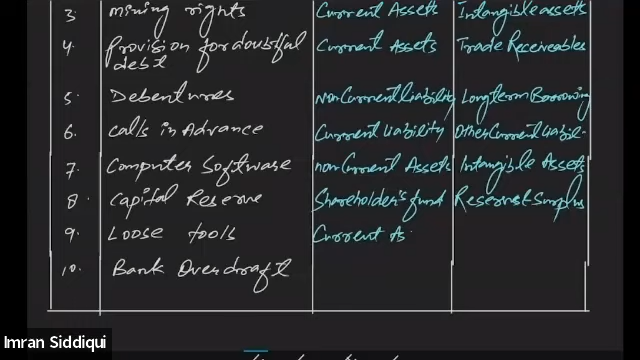 3. mining rights Current Assets Intangible assets
4. Provision for doubtful Current Assets Trade Receivables
debt
5. Debentures non Current liability Long term Borrowing
6. Calls in Advance Current liability Other Current Liabil-
7. Computer Software non Current Assets Intangible Assets
8. Capital Reserve Shareholder's fund Reserves & Surplus
9. Loose tools Current As
10. Bank Overdraft
Imran Siddiqui